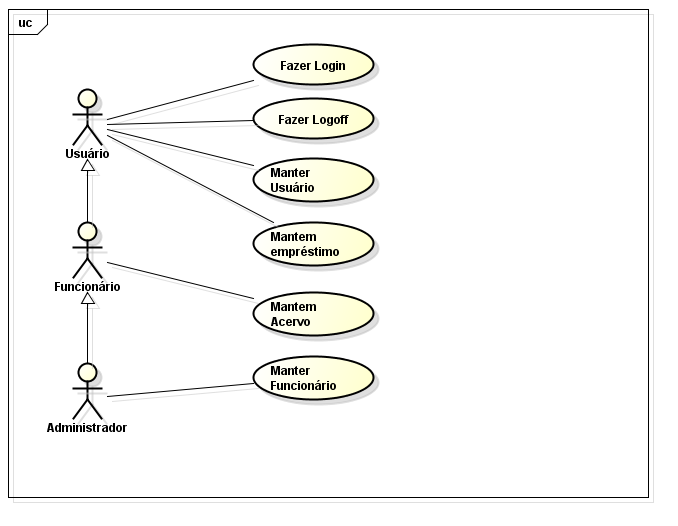 uc
Fazer Login
Fazer Logoff
Usuário
Manter
Usuário
Mantem
empréstimo
Funcionário
Mantem
Acervo
Manter
Funcionário
Administrador